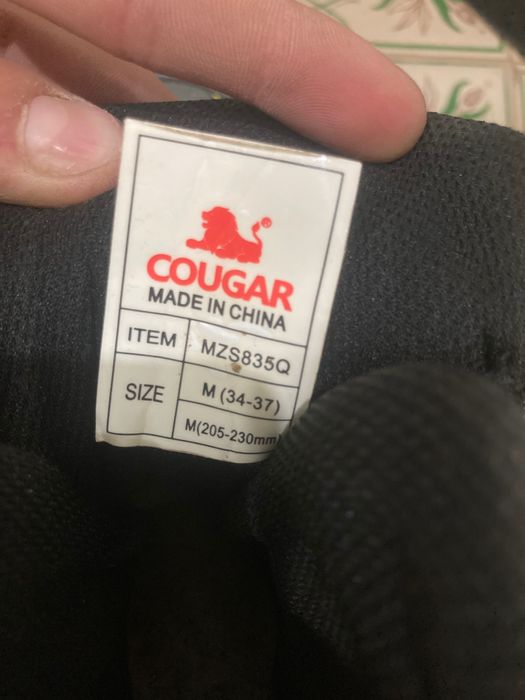 ®
COUGAR
MADE IN CHINA
ITEM MZS835Q
SIZE M (34-37)
M(205-230mm)